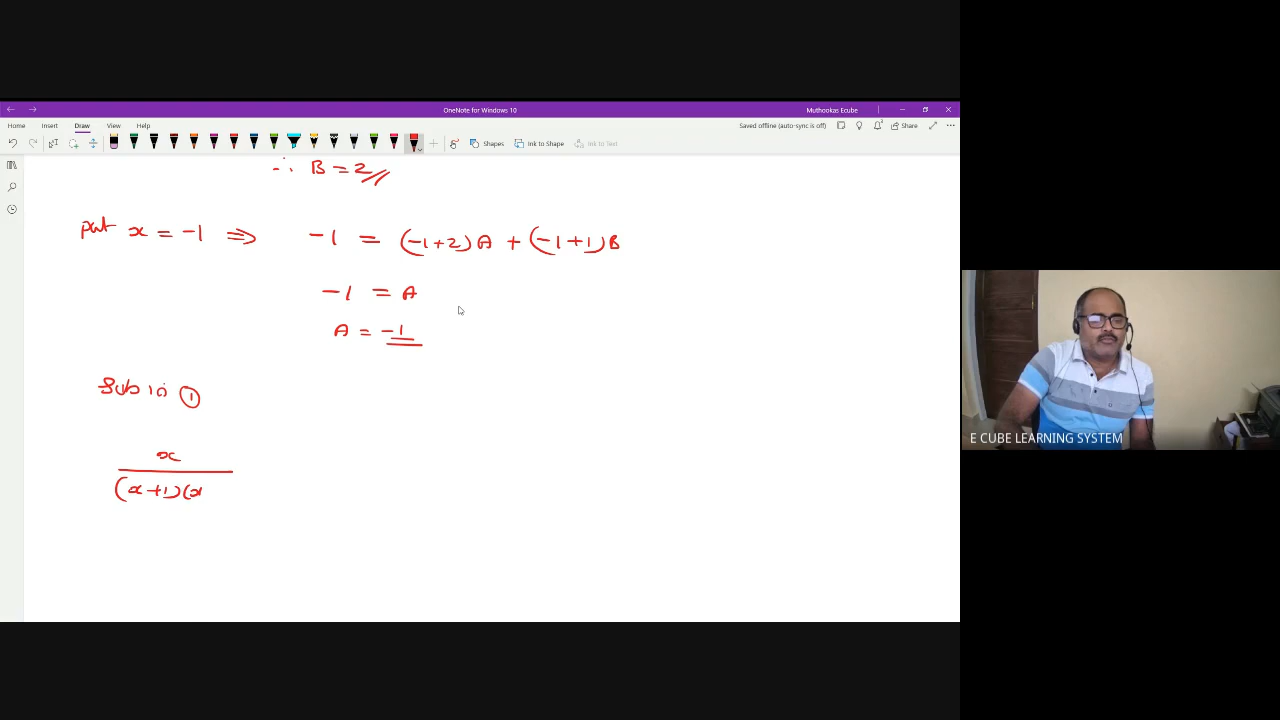 OneNote for Windows 10
Muthookas Ecube
Home Insert Draw View Help
Saved offline (auto-sync is off)
Share
Shapes
Ink to Shape
Ink to Text
∴ B = 2
put x = -1 ⇒ -1 = (-1+2)A + (-1+1)B
-1 = A
A = -1
Sub in ①
x
(x+1)(x
E CUBE LEARNING SYSTEM